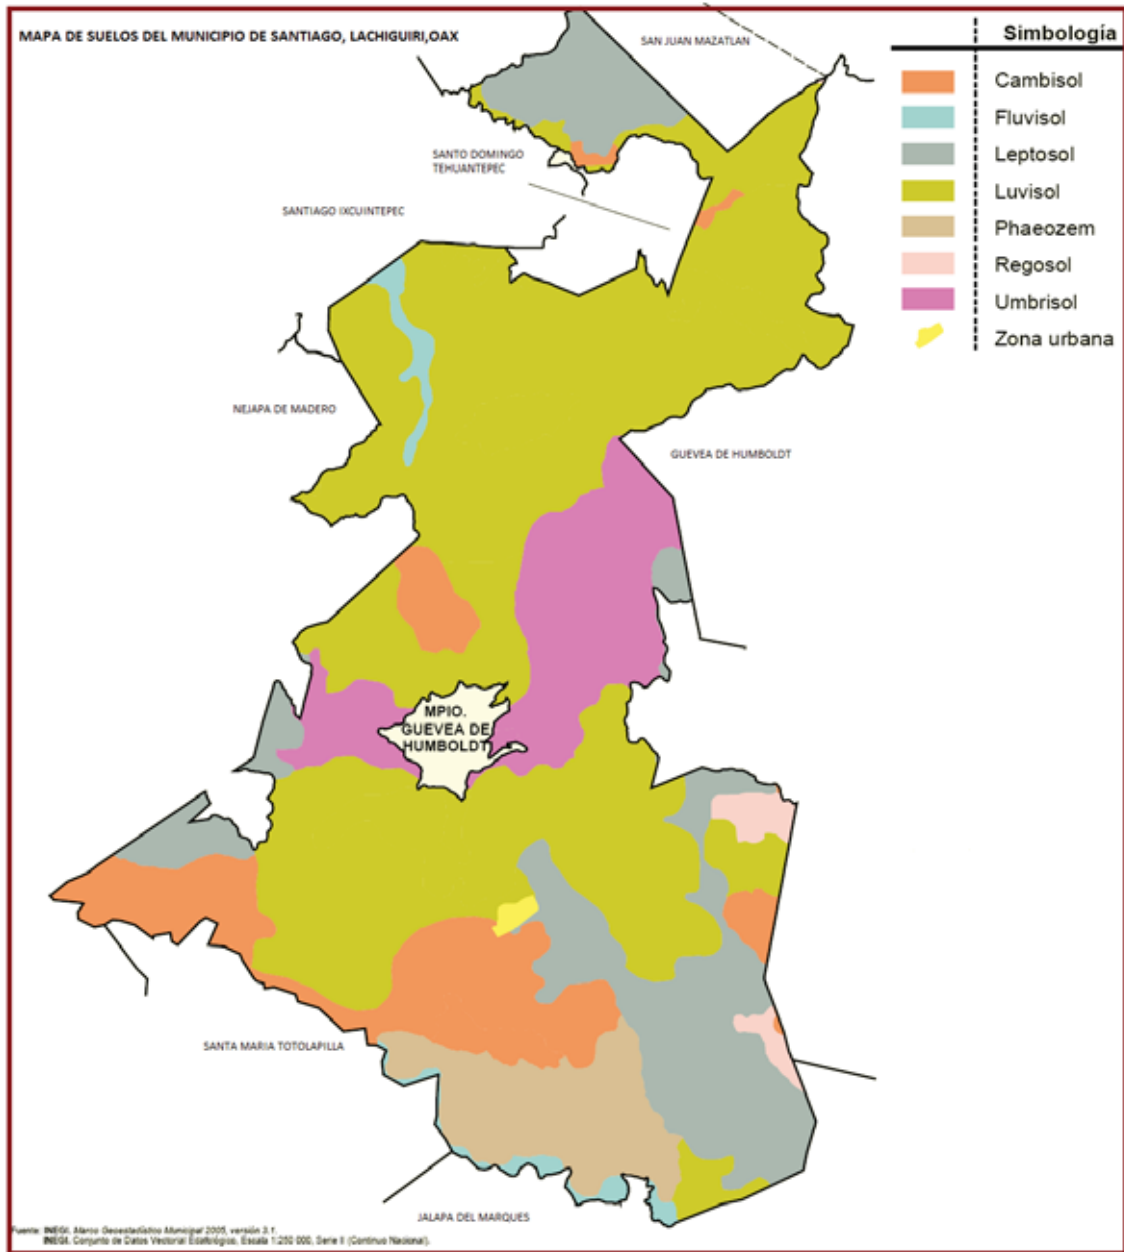 MAPA DE SUELOS DEL MUNICIPIO DE SANTIAGO, LACHIGUIRI,OAX
SAN JUAN MAZATLAN
Simbología
Cambisol
Fluvisol
Leptosol
Luvisol
Phaeozem
Regosol
Umbrisol
Zona urbana
SANTO DOMINGO
TEHUANTEPEC
SANTIAGO IXCUINTEPEC
NEJAPA DE MADERO
GUEVEA DE HUMBOLDT
MPIO.
GUEVEA DE
HUMBOLDT
SANTA MARIA TOTOLAPILLA
JALAPA DEL MARQUES
Fuente: INEGI. Marco Geoestadístico Municipal 2005, versión 3.1.
INEGI. Conjunto de Datos Vectorial Edafológico, Escala 1:250 000, Serie II (Continuo Nacional).